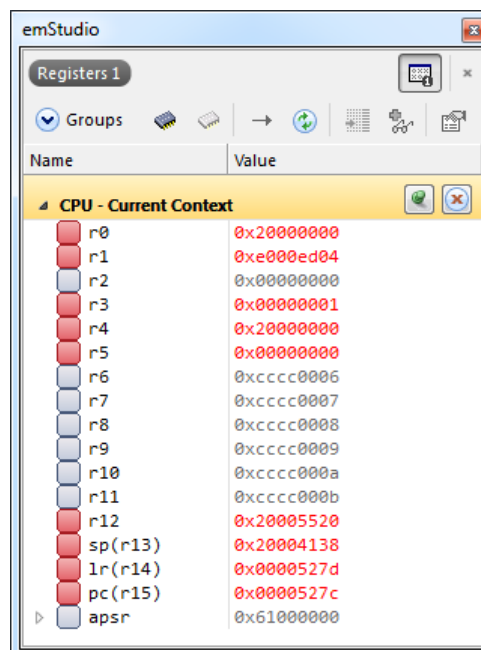 emStudio
Registers 1
Groups
Name Value
CPU - Current Context
r0 0x20000000
r1 0xe000ed04
r2 0x00000000
r3 0x00000001
r4 0x20000000
r5 0x00000000
r6 0xcccc0006
r7 0xcccc0007
r8 0xcccc0008
r9 0xcccc0009
r10 0xcccc000a
r11 0xcccc000b
r12 0x20005520
sp(r13) 0x20004138
lr(r14) 0x0000527d
pc(r15) 0x0000527c
apsr 0x61000000